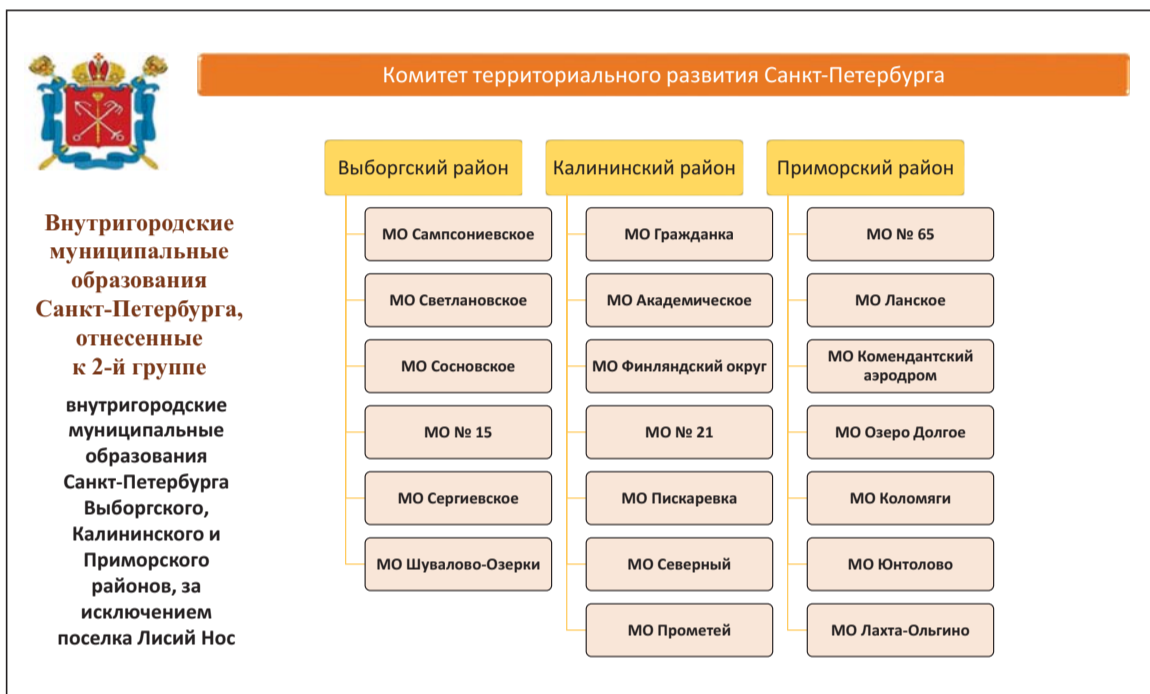 Комитет территориального развития Санкт-Петербурга
Внутригородские
муниципальные
образования
Санкт-Петербурга,
отнесенные
к 2-й группе
внутригородские
муниципальные
образования
Санкт-Петербурга
Выборгского,
Калининского и
Приморского
районов, за
исключением
поселка Лисий Нос
Выборгский район
МО Сампсониевское
МО Светлановское
МО Сосновское
МО № 15
МО Сергиевское
МО Шувалово-Озерки
Калининский район
МО Гражданка
МО Академическое
МО Финляндский округ
МО № 21
МО Пискаревка
МО Северный
МО Прометей
Приморский район
МО № 65
МО Ланское
МО Комендантский
аэродром
МО Озеро Долгое
МО Коломяги
МО Юнтолово
МО Лахта-Ольгино